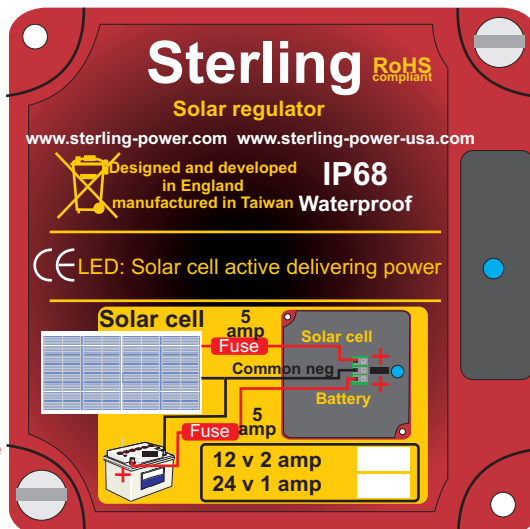 Sterling
RoHS
compliant
Solar regulator
www.sterling-power.com www.sterling-power-usa.com
Designed and developed
in England
manufactured in Taiwan
IP68
Waterproof
CE LED: Solar cell active delivering power
Solar cell
5
amp
Fuse
Solar cell
+
Common neg
+
Battery
5
amp
Fuse
+
12 v 2 amp
24 v 1 amp